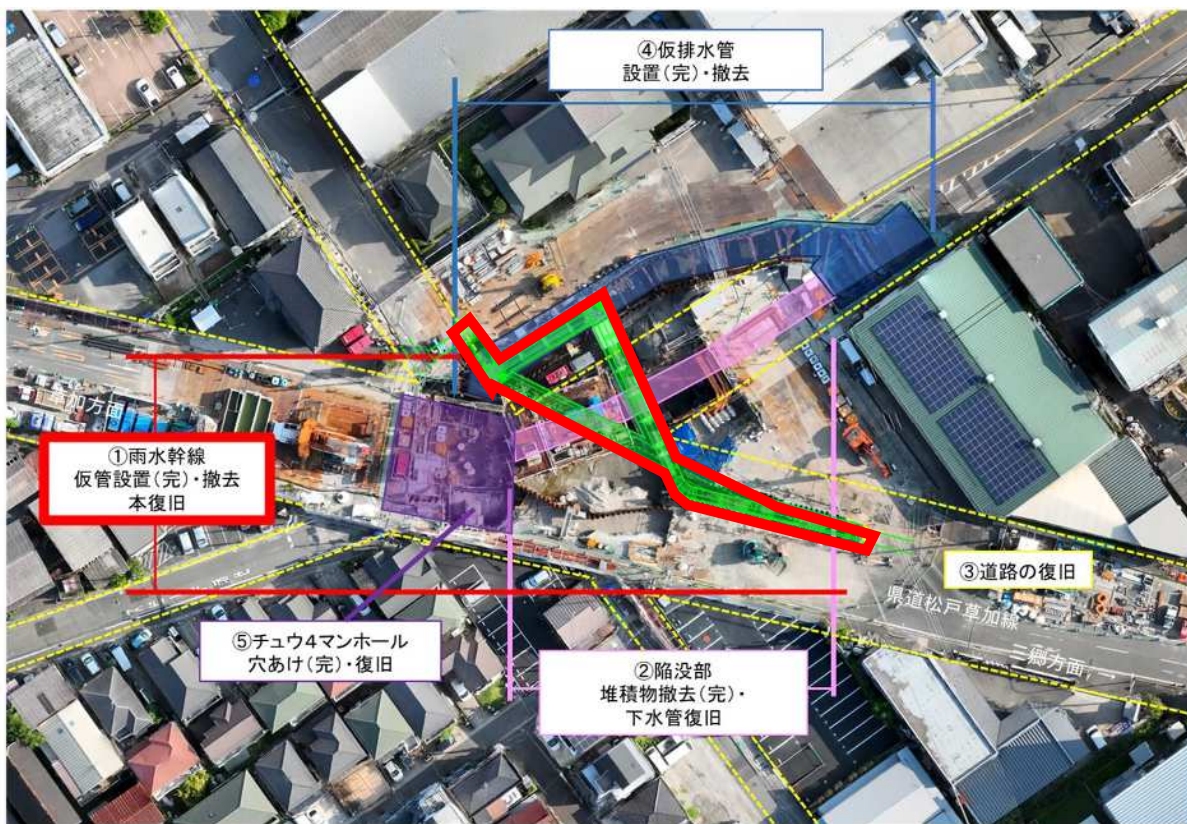 ④仮排水管
設置(完)・撤去
草加方面
①雨水幹線
仮管設置(完)・撤去
本復旧
③道路の復旧
県道松戸草加線
三郷方面→
⑤チュウ4マンホール
穴あけ(完)・復旧
②陥没部
堆積物撤去(完)・
下水管復旧